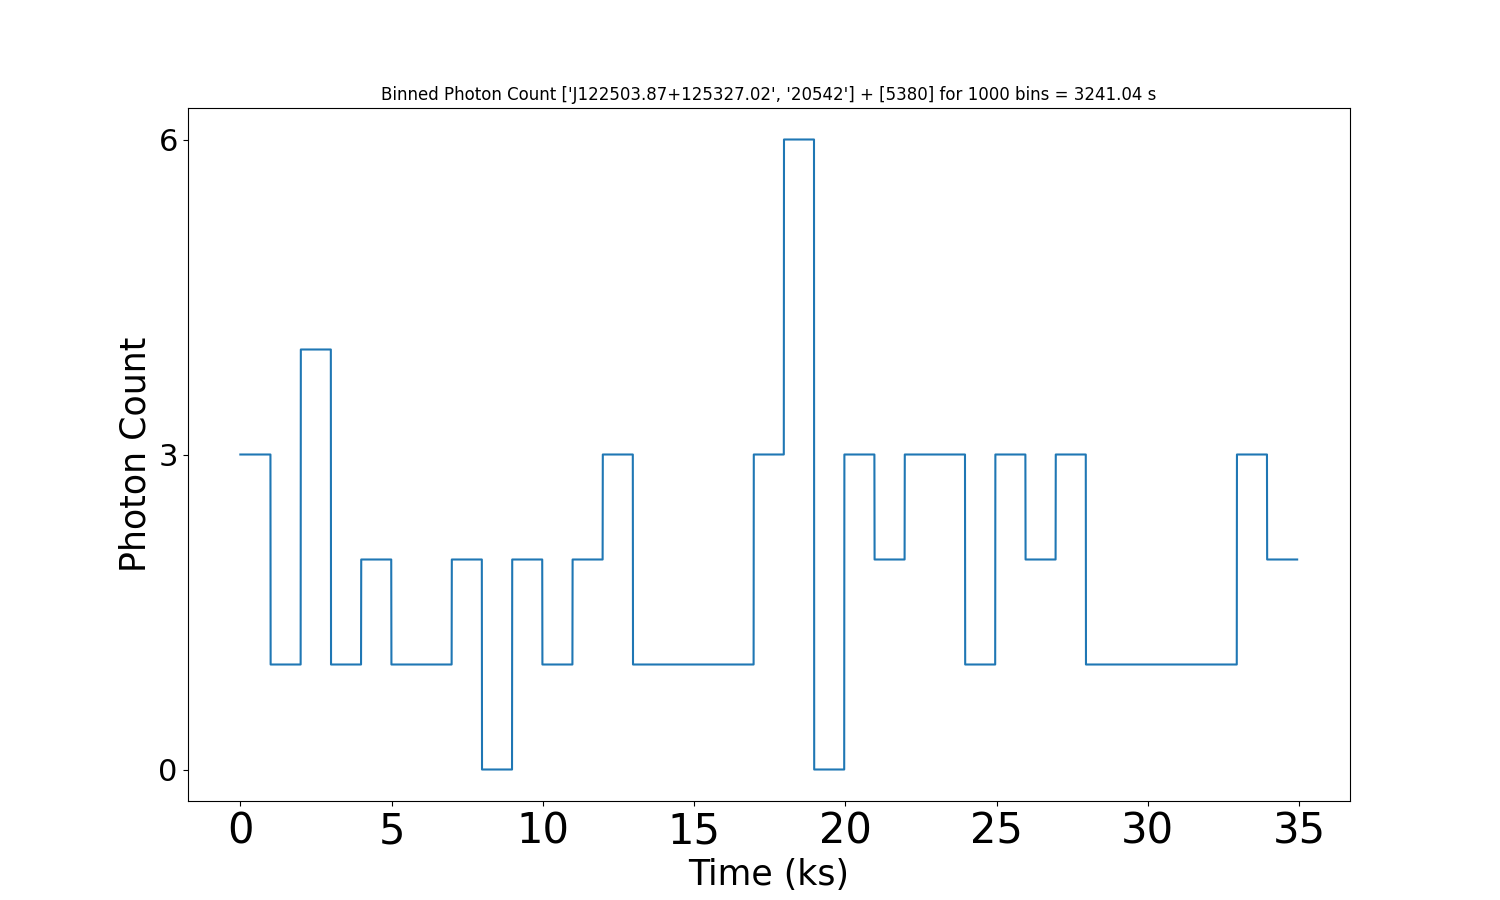 Binned Photon Count ['J122503.87+125327.02', '20542'] + [5380] for 1000 bins = 3241.04 s
6
3
0
Photon Count
0 5 10 15 20 25 30 35
Time (ks)